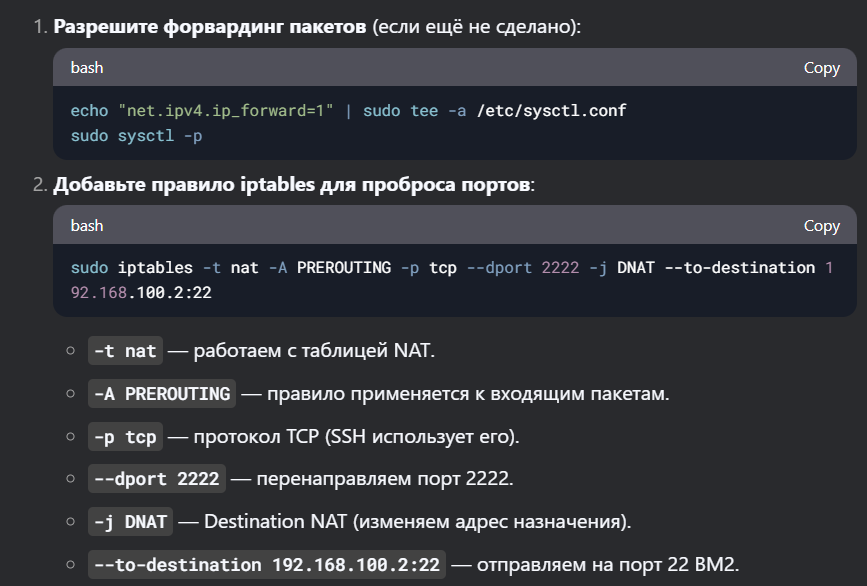 1. Разрешите форвардинг пакетов (если ещё не сделано):
bash Copy
echo "net.ipv4.ip_forward=1" | sudo tee -a /etc/sysctl.conf
sudo sysctl -p
2. Добавьте правило iptables для проброса портов:
bash Copy
sudo iptables -t nat -A PREROUTING -p tcp --dport 2222 -j DNAT --to-destination 1
92.168.100.2:22
-t nat — работаем с таблицей NAT.
-A PREROUTING — правило применяется к входящим пакетам.
-p tcp — протокол TCP (SSH использует его).
--dport 2222 — перенаправляем порт 2222.
-j DNAT — Destination NAT (изменяем адрес назначения).
--to-destination 192.168.100.2:22 — отправляем на порт 22 ВМ2.